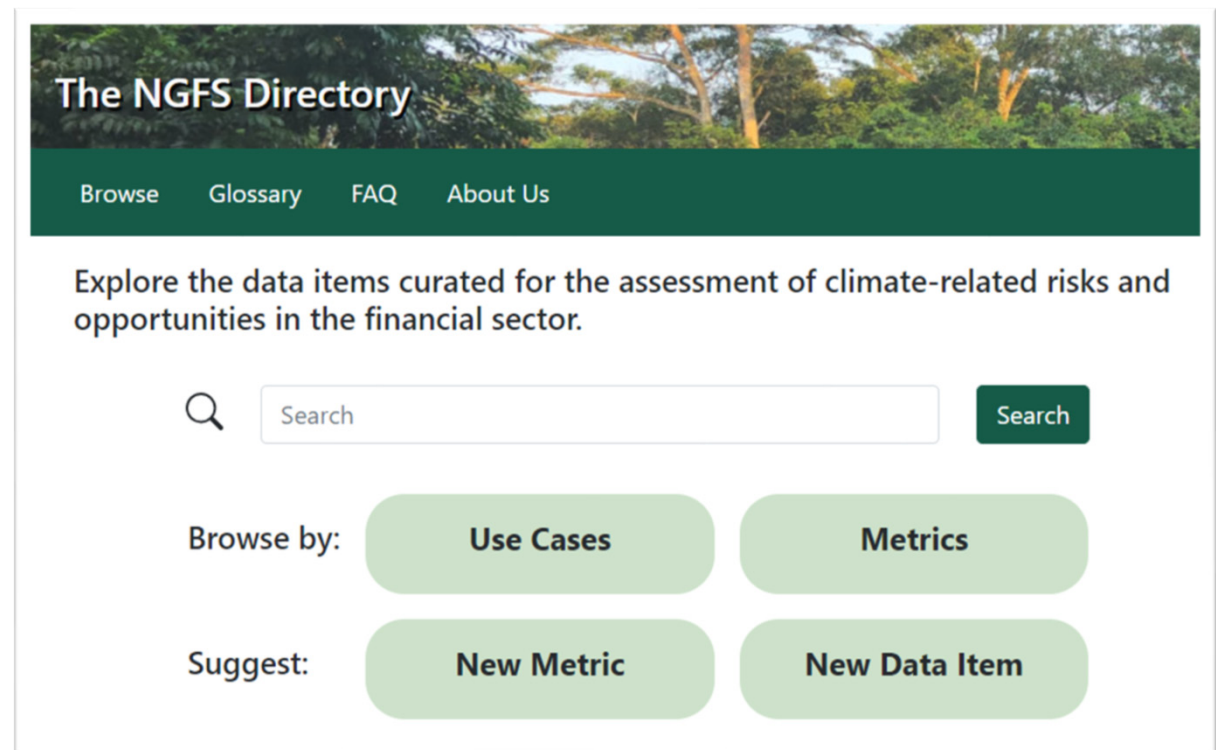 The NGFS Directory
Browse Glossary FAQ About Us
Explore the data items curated for the assessment of climate-related risks and
opportunities in the financial sector.
Search Search
Browse by: Use Cases Metrics
Suggest: New Metric New Data Item